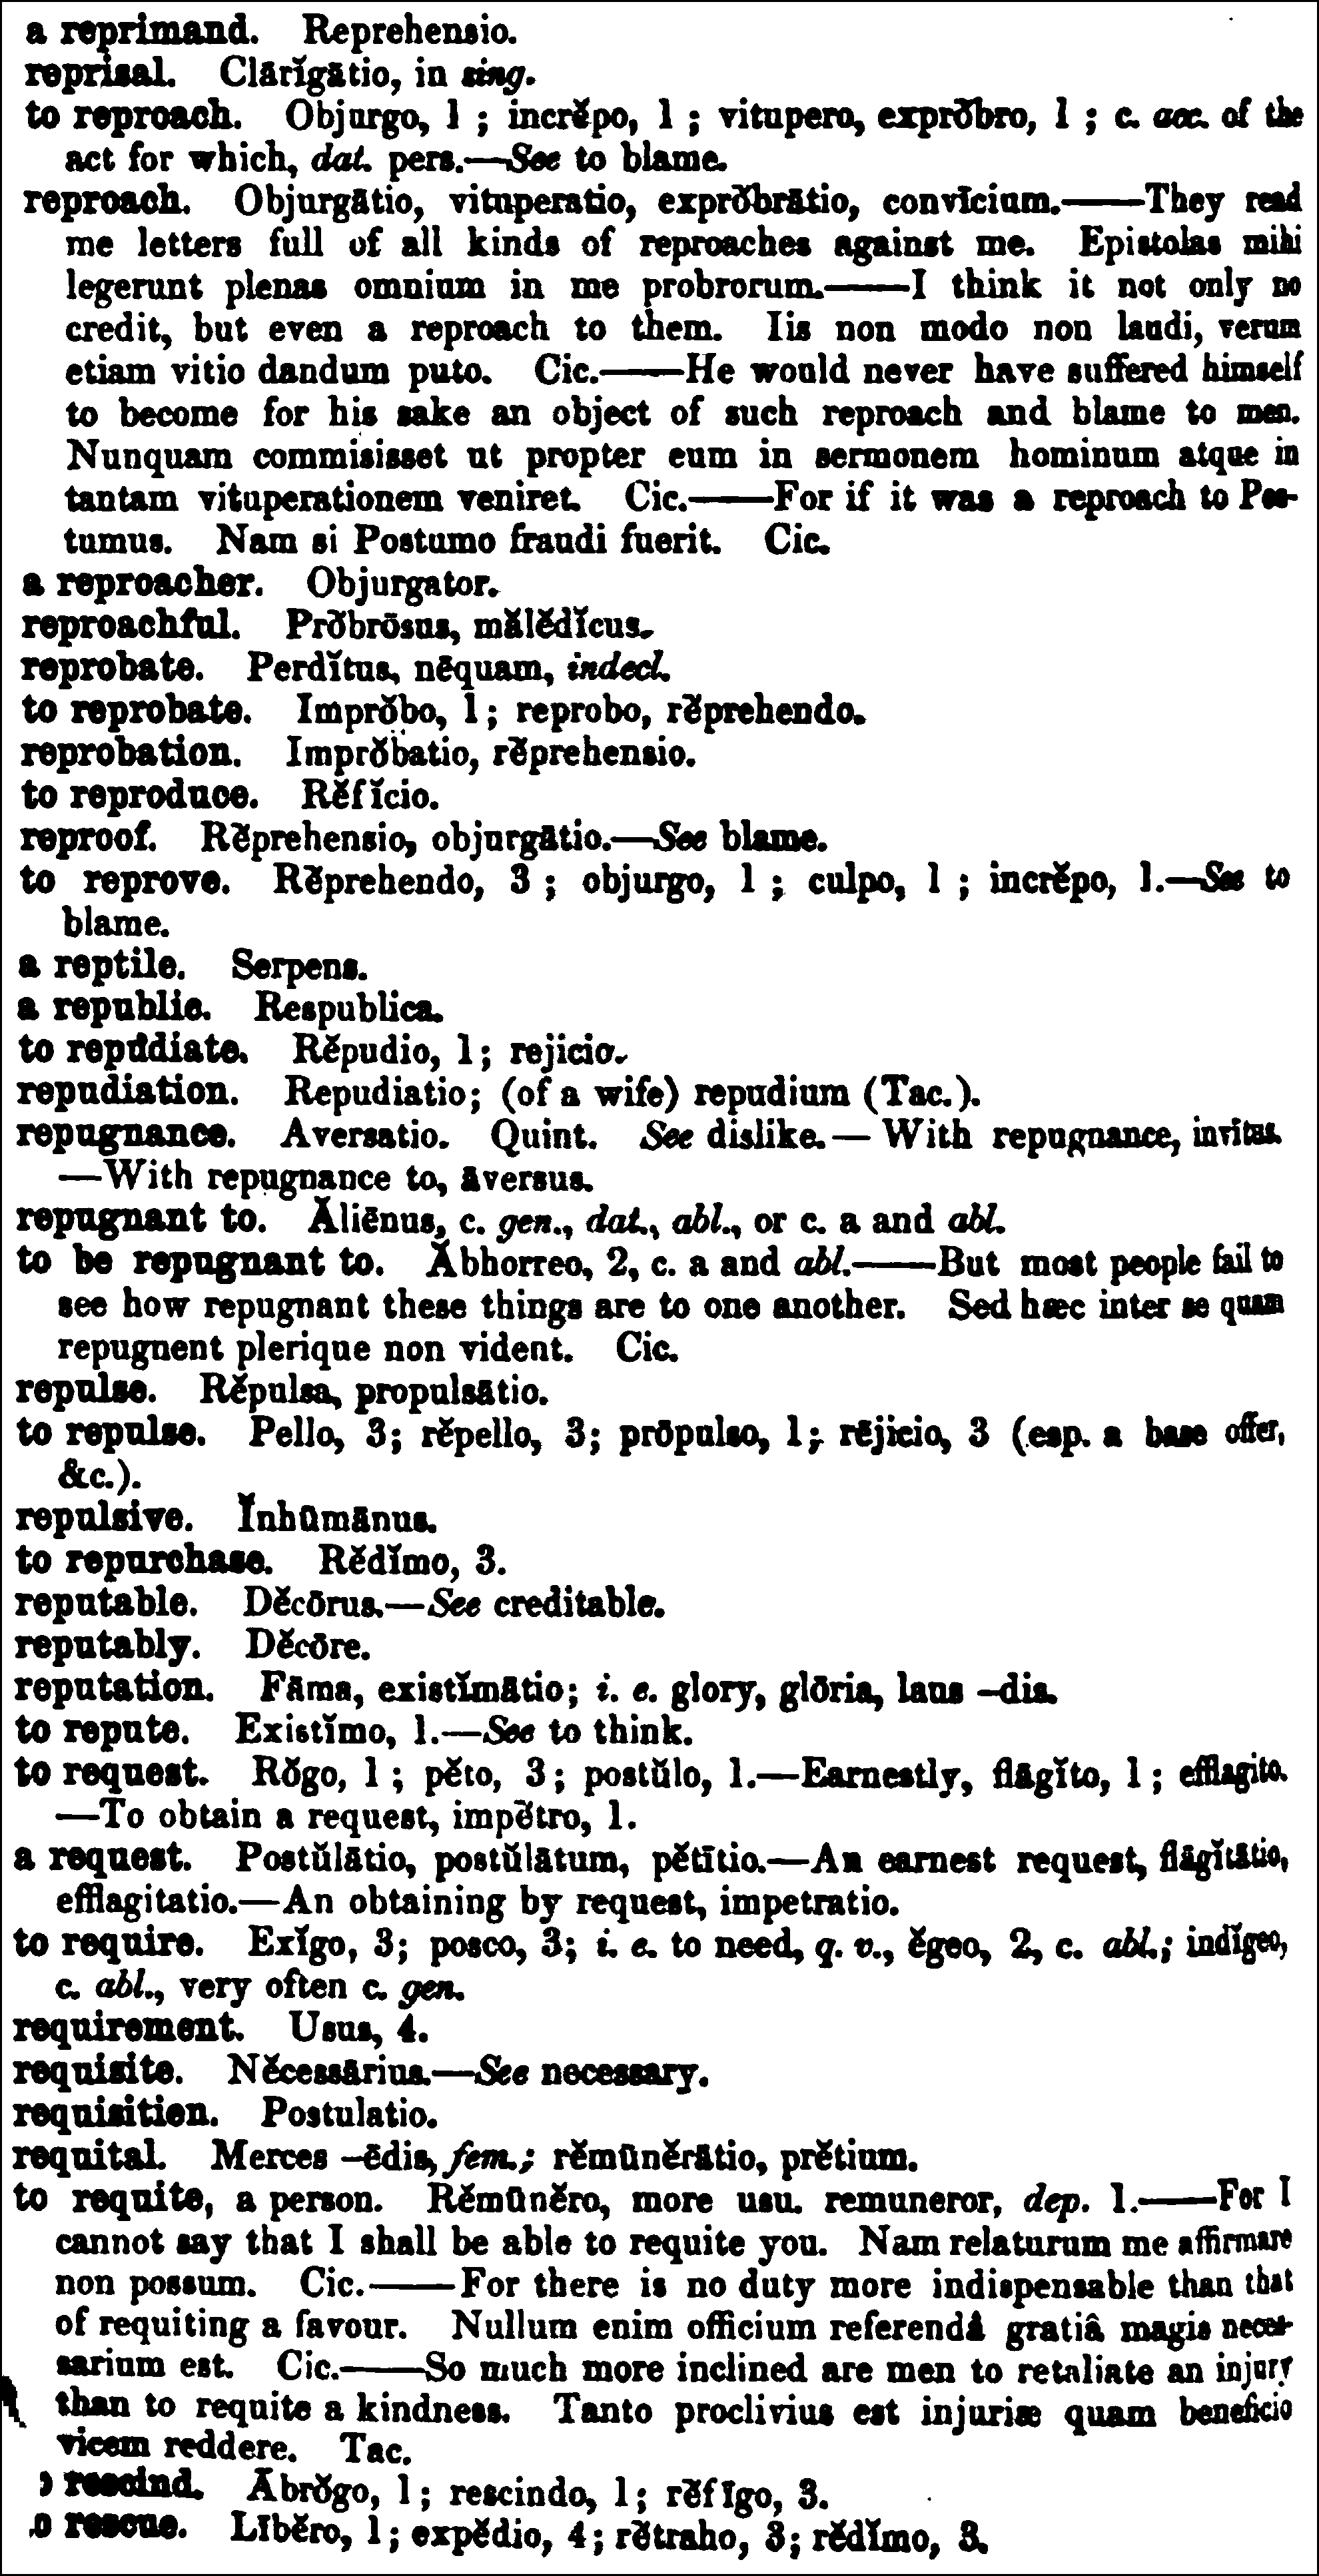 a reprimand. Reprehensio.
reprisal. Clārĭgātio, in sing.
to reproach. Objurgo, 1 ; incrĕpo, 1 ; vitupero, exprŏbro, 1 ; c. acc. of the
act for which, dat. pers.—See to blame.
reproach. Objurgātio, vituperatio, exprŏbrātio, convīcium.——They read
me letters full of all kinds of reproaches against me. Epistolas mihi
legerunt plenas omnium in me probrorum.——I think it not only no
credit, but even a reproach to them. Iis non modo non laudi, verum
etiam vitio dandum puto. Cic.——He would never have suffered himself
to become for his sake an object of such reproach and blame to men.
Nunquam commisisset ut propter eum in sermonem hominum atque in
tantam vituperationem veniret. Cic.——For if it was a reproach to Pos-
tumus. Nam si Postumo fraudi fuerit. Cic.
a reproacher. Objurgator.
reproachful. Prŏbrōsus, mălĕdĭcus.
reprobate. Perdĭtus, nēquam, indecl.
to reprobate. Imprŏbo, 1 ; reprobo, rĕprehendo.
reprobation. Imprŏbatio, rĕprehensio.
to reproduce. Rĕfĭcio.
reproof. Rĕprehensio, objurgātio.—See blame.
to reprove. Rĕprehendo, 3 ; objurgo, 1 ; culpo, 1 ; incrĕpo, 1.—See to
blame.
a reptile. Serpens.
a republic. Respublica.
to repudiate. Rĕpudio, 1 ; rejicio.
repudiation. Repudiatio; (of a wife) repudium (Tac.).
repugnance. Aversatio. Quint. See dislike.— With repugnance, invītus.
—With repugnance to, āversus.
repugnant to. Ăliēnus, c. gen., dat., abl., or c. a and abl.
to be repugnant to. Ăbhorreo, 2, c. a and abl.——But most people fail to
see how repugnant these things are to one another. Sed hæc inter se quam
repugnent plerique non vident. Cic.
repulse. Rĕpulsa, propulsātio.
to repulse. Pello, 3; rĕpello, 3; prōpulso, 1; rējicio, 3 (esp. a base offer,
&c.).
repulsive. Ĭnhūmānus.
to repurchase. Rĕdĭmo, 3.
reputable. Dĕcōrus.—See creditable.
reputably. Dĕcōre.
reputation. Fāma, existĭmātio; i. e. glory, glōria, laus –dis.
to repute. Existĭmo, 1.—See to think.
to request. Rŏgo, 1 ; pĕto, 3 ; postŭlo, 1.—Earnestly, flāgĭto, 1 ; efflagito.
—To obtain a request, impĕtro, 1.
a request. Postŭlātio, postŭlātum, pĕtītio.—An earnest request, flāgĭtātio,
efflagitatio.—An obtaining by request, impetratio.
to require. Exĭgo, 3; posco, 3; i. e. to need, q. v., ĕgeo, 2, c. abl.; indĭgeo,
c. abl., very often c. gen.
requirement. Usus, 4.
requisite. Nĕcessārius.—See necessary.
requisition. Postulatio.
requital. Merces –ēdis, fem.; rĕmūnĕrātio, prĕtium.
to requite, a person. Rĕmūnĕro, more usu. remuneror, dep. 1.——For I
cannot say that I shall be able to requite you. Nam relaturum me affirmare
non possum. Cic.——For there is no duty more indispensable than that
of requiting a favour. Nullum enim officium referendâ gratiâ magis neces-
sarium est. Cic.——So much more inclined are men to retaliate an injury
than to requite a kindness. Tanto proclivius est injuriæ quam beneficio
vicem reddere. Tac.
rescind. Ābrŏgo, 1 ; rescindo, 1 ; rĕfīgo, 3.
o rescue. Lībĕro, 1 ; expĕdio, 4 ; rĕtraho, 3 ; rĕdĭmo, 3.